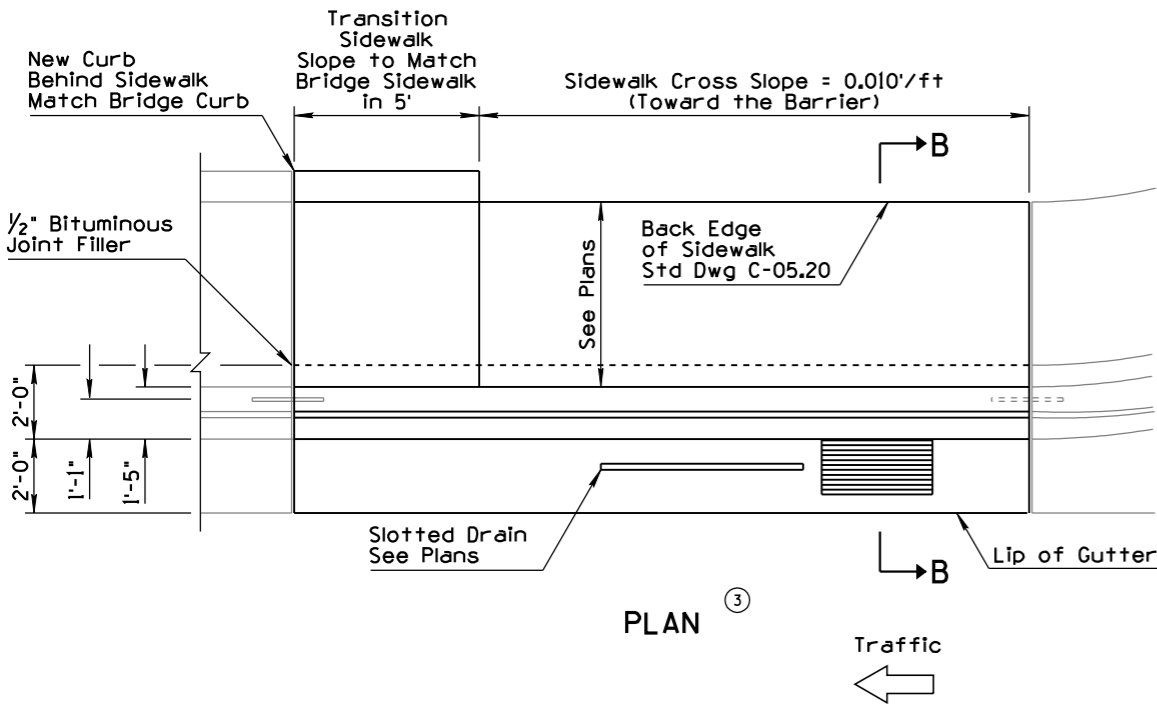 Transition
Sidewalk
Slope to Match
Bridge Sidewalk
in 5'
New Curb
Behind Sidewalk
Match Bridge Curb
Sidewalk Cross Slope = 0.010'/ft
(Toward the Barrier)
B
½" Bituminous
Joint Filler
See Plans
Back Edge
of Sidewalk
Std Dwg C-05.20
2'-0"
2'-0"
1'-1"
1'-5"
Slotted Drain
See Plans
B
Lip of Gutter
PLAN
3
Traffic